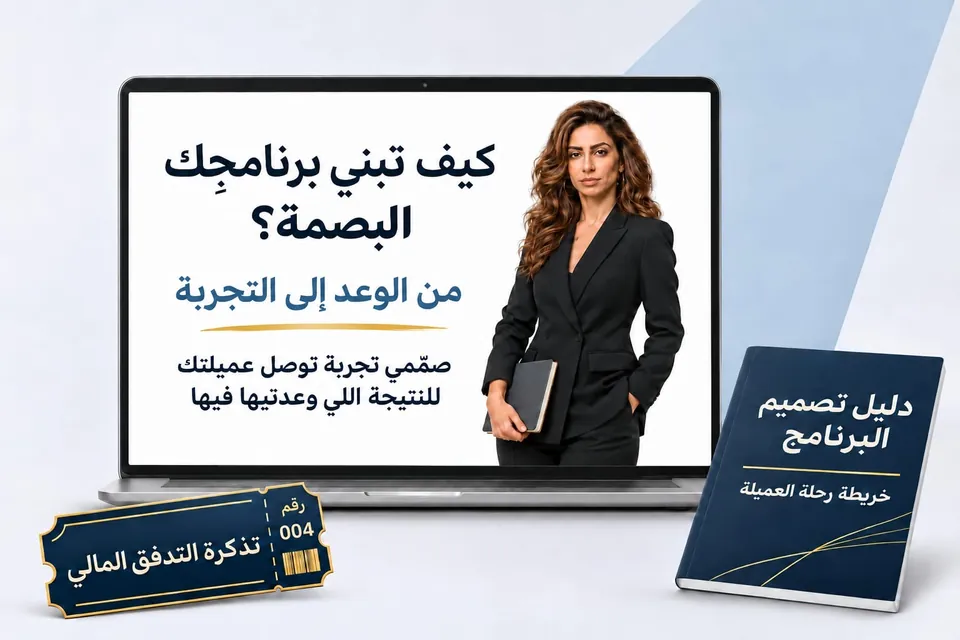 كيف تبني برنامجِك
البصمة؟
من الوعد إلى التجربة
صمّمي تجربة توصل عميلتك
للنتيجة اللي وعدتيها فيها
دليل تصميم
البرنامج
خريطة رحلة العميلة
تذكرة التدفق المالي
رقم
004